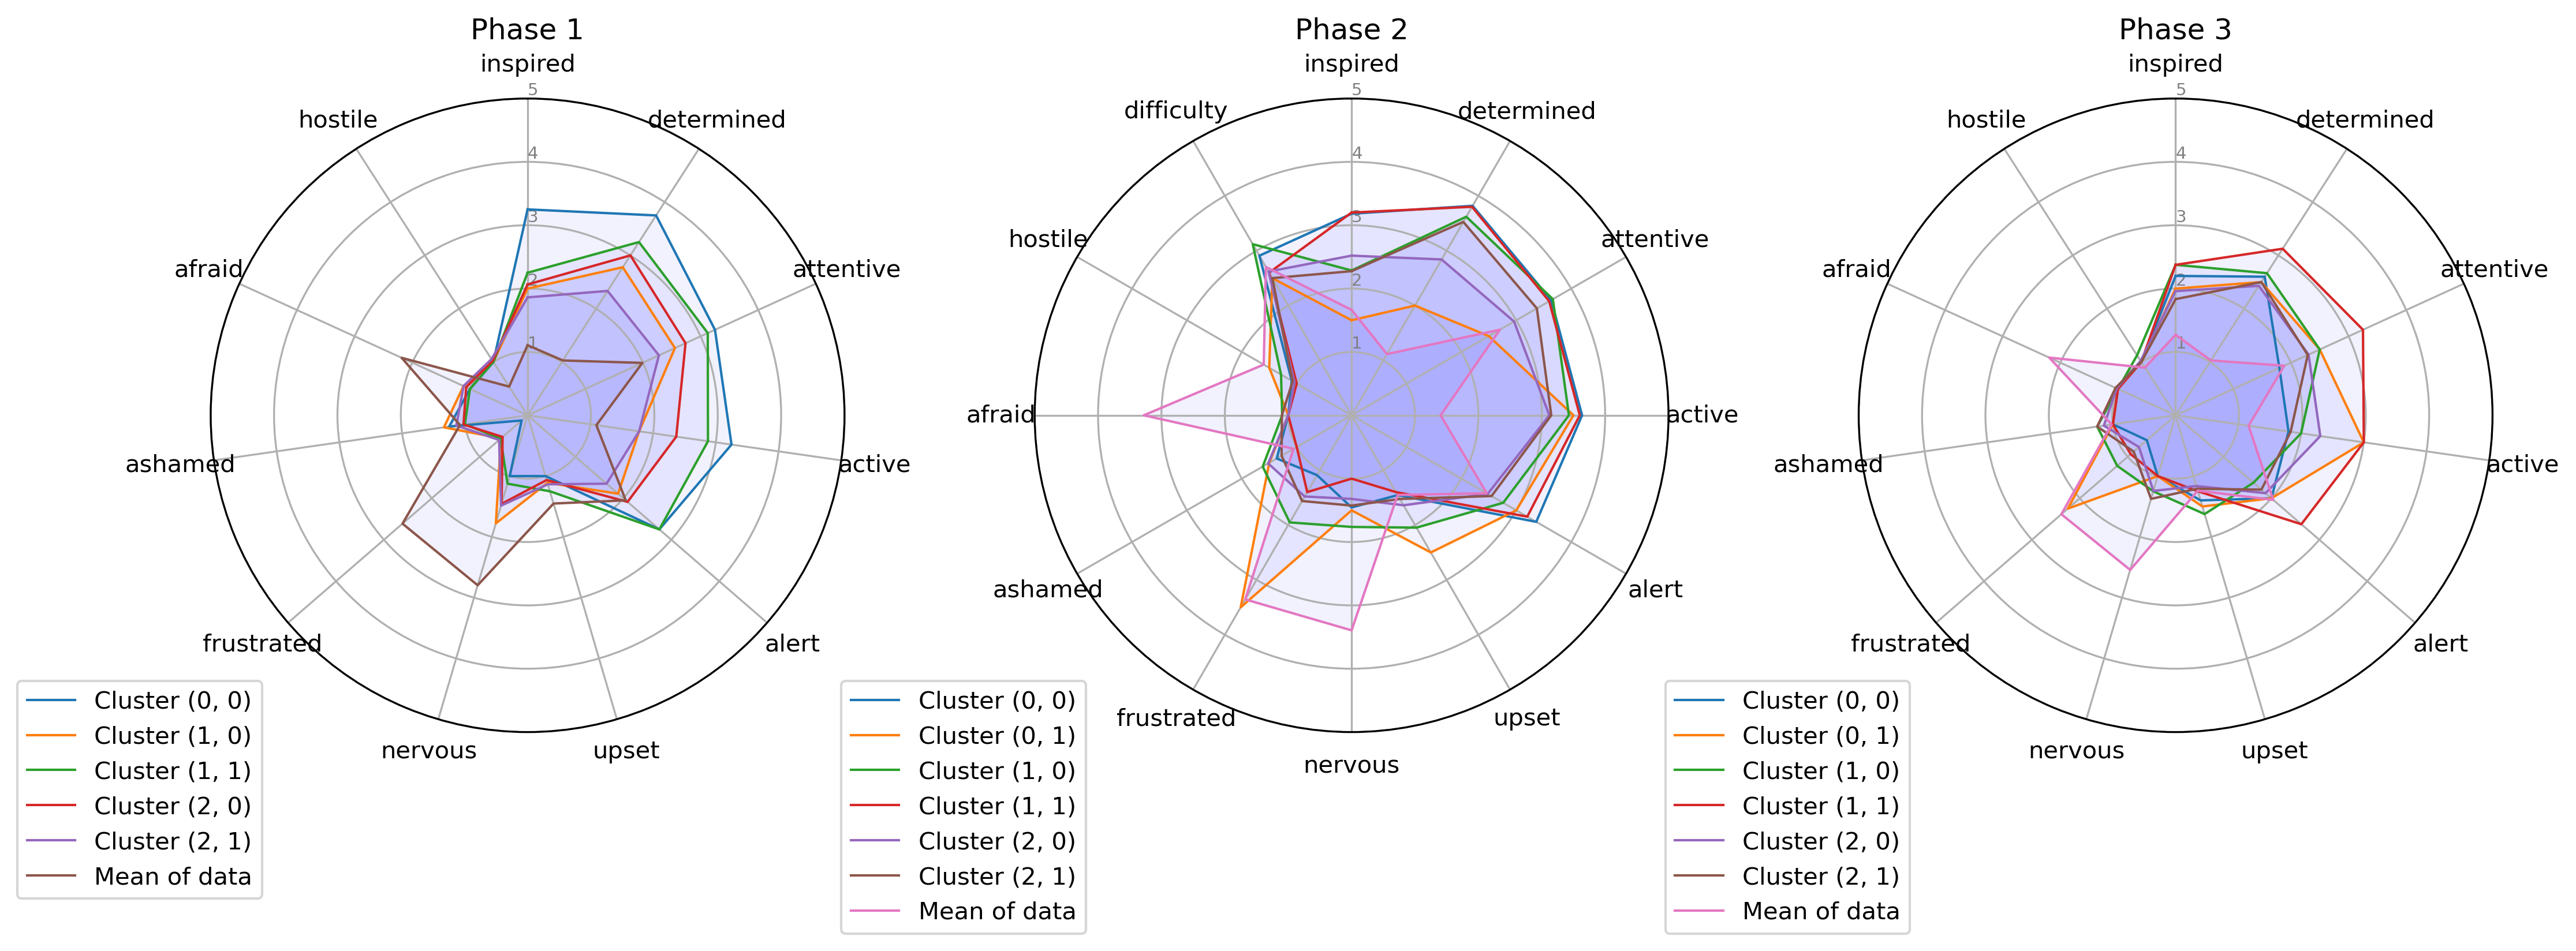 Phase 1
inspired
5
hostile
determined
4
3
afraid
attentive
2
1
ashamed
active
frustrated
alert
nervous
upset
Cluster (0, 0)
Cluster (1, 0)
Cluster (1, 1)
Cluster (2, 0)
Cluster (2, 1)
Mean of data
Phase 2
inspired
5
difficulty
determined
4
3
hostile
attentive
2
1
afraid
active
ashamed
alert
frustrated
upset
nervous
Cluster (0, 0)
Cluster (0, 1)
Cluster (1, 0)
Cluster (1, 1)
Cluster (2, 0)
Cluster (2, 1)
Mean of data
Phase 3
inspired
5
hostile
determined
4
3
afraid
attentive
2
1
ashamed
active
frustrated
alert
nervous
upset
Cluster (0, 0)
Cluster (0, 1)
Cluster (1, 0)
Cluster (1, 1)
Cluster (2, 0)
Cluster (2, 1)
Mean of data